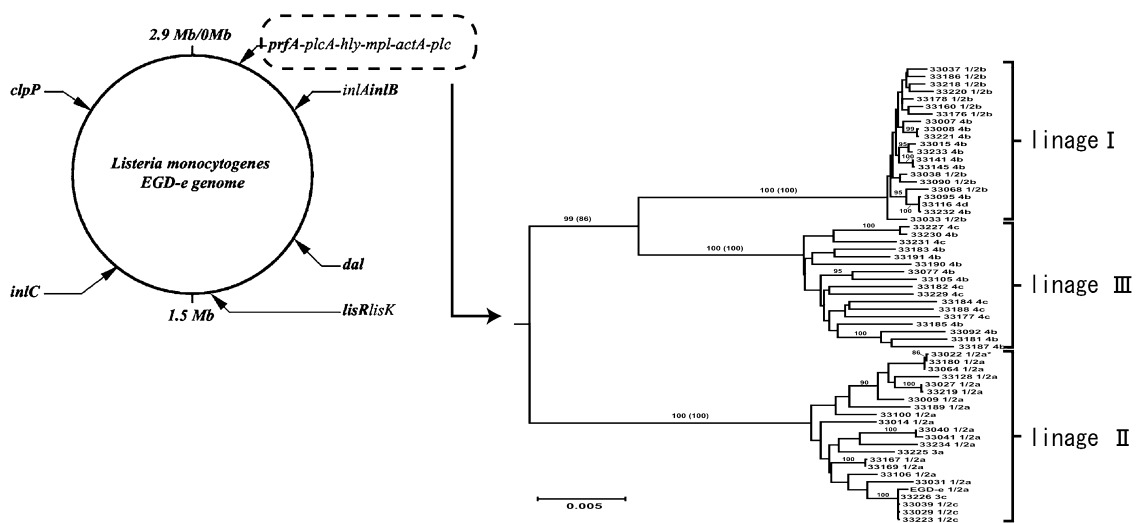 2.9 Mb/0Mb
prfA-plcA-hly-mpl-actA-plc
clpP
inlAinlB
Listeria monocytogenes
EGD-e genome
dal
inlC
lisRlisK
1.5 Mb
33037 1/2b
33186 1/2b
33218 1/2b
33220 1/2b
33178 1/2b
33160 1/2b
33176 1/2b
33007 4b
99
33008 4b
33221 4b
95
33015 4b
33233 4b
100
33141 4b
33145 4b
33038 1/2b
33090 1/2b
95
33068 1/2b
33095 4b
33116 4d
100
33232 4b
33033 1/2b
linage I
100 (100)
99 (86)
100 (100)
100
33227 4c
33230 4b
33231 4c
33183 4b
33191 4b
33190 4b
95
33077 4b
33105 4b
33182 4c
33229 4c
33184 4c
33188 4c
33177 4c
33185 4b
100
33092 4b
33181 4b
33187 4b
linage III
86
33022 1/2a*
33180 1/2a
33064 1/2a
33128 1/2a
90
100
33027 1/2a
33219 1/2a
33009 1/2a
33189 1/2a
33100 1/2a
100 (100)
33014 1/2a
100
33040 1/2a
33041 1/2a
33234 1/2a
33225 3a
100
33167 1/2a
33169 1/2a
33106 1/2a
33031 1/2a
EGD-e 1/2a
100
33226 3c
33039 1/2c
33029 1/2c
33223 1/2c
linage II
0.005